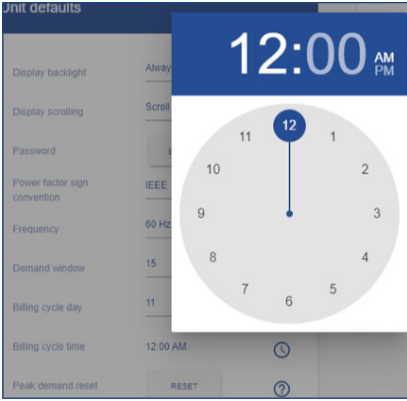 Unit defaults
12:00 AM
PM
Display backlight
Display scrolling Scroll
Password
Power factor sign convention IEEE
Frequency 60 Hz
Demand window 15
Billing cycle day 11
Billing cycle time 12:00 AM
Peak demand reset RESET ?
12
11 1
10 2
9 3
8 4
7 5
6